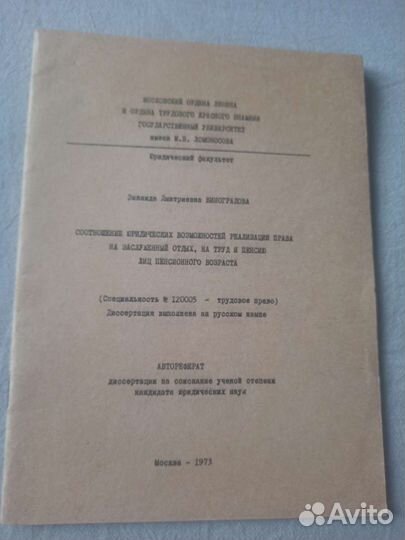 МОСКОВСКИЙ ОРДЕНА ЛЕНИНА
И ОРДЕНА ТРУДОВОГО КРАСНОГО ЗНАМЕНИ
ГОСУДАРСТВЕННЫЙ УНИВЕРСИТЕТ
имени М.В. ЛОМОНОСОВА
Юридический факультет
Зинаида Дмитриевна ВИНОГРАДОВА
СООТНОШЕНИЕ ЮРИДИЧЕСКИХ ВОЗМОЖНОСТЕЙ РЕАЛИЗАЦИИ ПРАВА
НА ЗАСЛУЖЕННЫЙ ОТДЫХ, НА ТРУД И ПЕНСИЮ
ЛИЦ ПЕНСИОННОГО ВОЗРАСТА
(Специальность № 120005 - трудовое право)
Диссертация выполнена на русском языке
АВТОРЕФЕРАТ
диссертации на соискание ученой степени
кандидата юридических наук
Москва - 1973
Avito